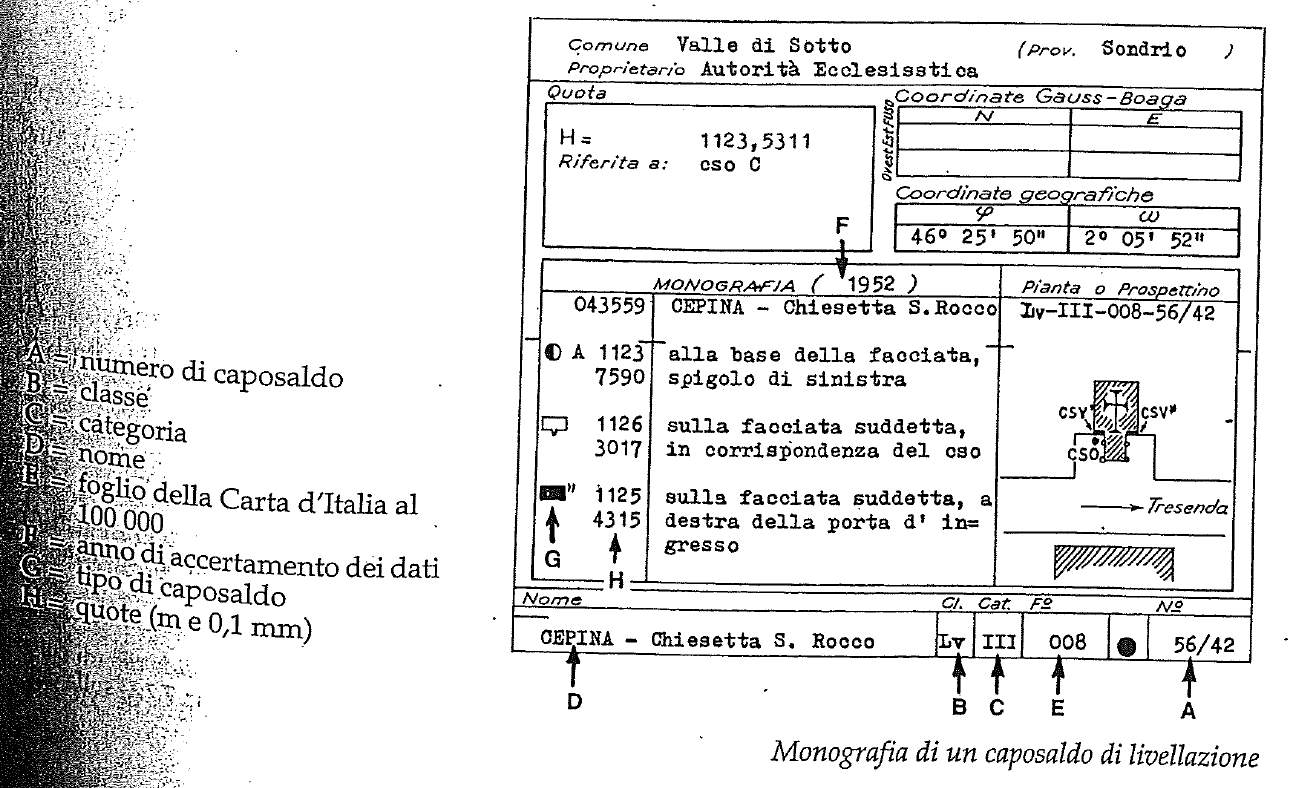 Comune Valle di Sotto (Prov. Sondrio )
Proprietario Autorità Ecclesisstica
Quota
H = 1123,5311
Riferita a: cso C
Coordinate Gauss-Boaga
Ovest Est FUSO
N E
Coordinate geografiche
φ ω
46° 25' 50" 2° 05' 52"
F
MONOGRAFIA ( 1952 )
Pianta o Prospettino
043559 CEPINA - Chiesetta S.Rocco
Lv-III-008-56/42
A 1123 alla base della facciata,
7590 spigolo di sinistra
1126 sulla facciata suddetta,
3017 in corrispondenza del cso
" 1125 sulla facciata suddetta, a
4315 destra della porta d' in=
gresso
G
H
CSV' CSV"
CSO
Tresenda
Nome Cl. Cat. Fº Nº
CEPINA - Chiesetta S. Rocco Lv III 008 56/42
D B C E A
A = numero di caposaldo
B = classe
C = categoria
D = nome
E = foglio della Carta d'Italia al
100 000
F = anno di accertamento dei dati
G = tipo di caposaldo
H = quote (m e 0,1 mm)
Monografia di un caposaldo di livellazione